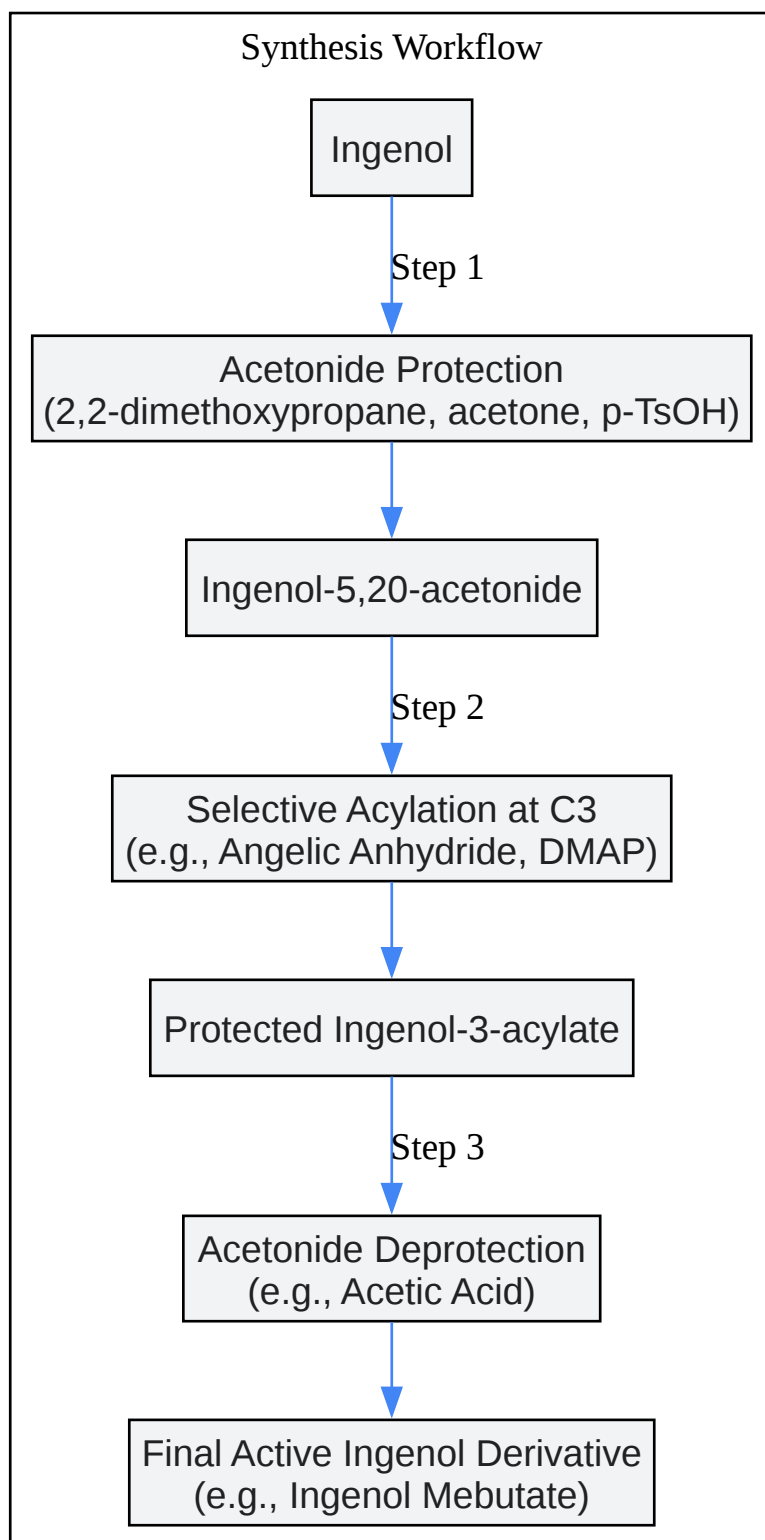 Synthesis Workflow
Ingenol
Step 1
Acetonide Protection
(2,2-dimethoxypropane, acetone, p-TsOH)
Ingenol-5,20-acetonide
Step 2
Selective Acylation at C3
(e.g., Angelic Anhydride, DMAP)
Protected Ingenol-3-acylate
Step 3
Acetonide Deprotection
(e.g., Acetic Acid)
Final Active Ingenol Derivative
(e.g., Ingenol Mebutate)